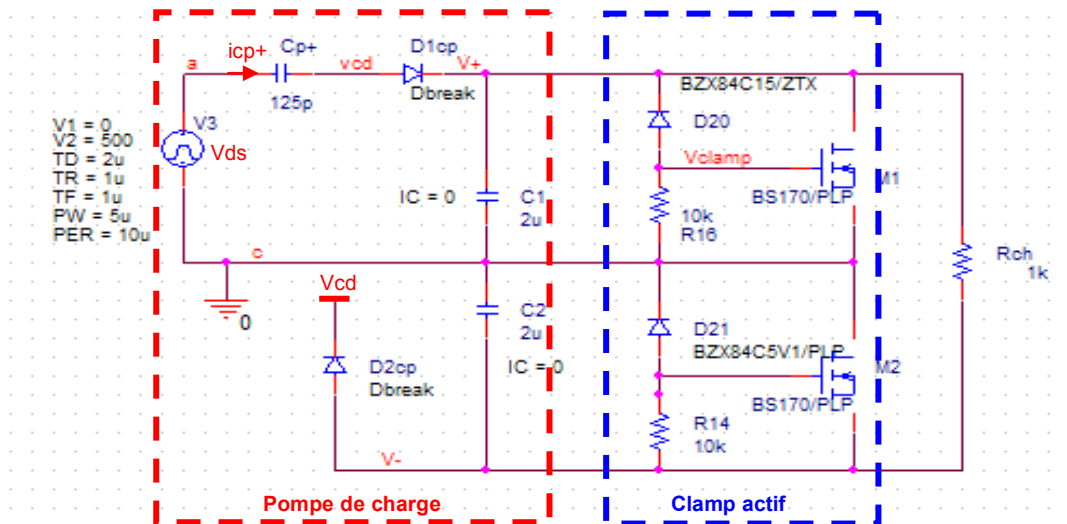 icp+
Cp+
D1cp
a
vcd
V+
125p
Dbreak
BZX84C15/ZTX
V1 = 0
V2 = 500
TD = 2u
TR = 1u
TF = 1u
PW = 5u
PER = 10u
V3
Vds
D20
Vclamp
M1
BS170/PLP
IC = 0
C1
2u
10k
R16
c
Rch
1k
0
Vcd
C2
2u
IC = 0
D21
BZX84C5V1/PLP
M2
BS170/PLP
D2cp
Dbreak
R14
10k
V-
Pompe de charge
Clamp actif